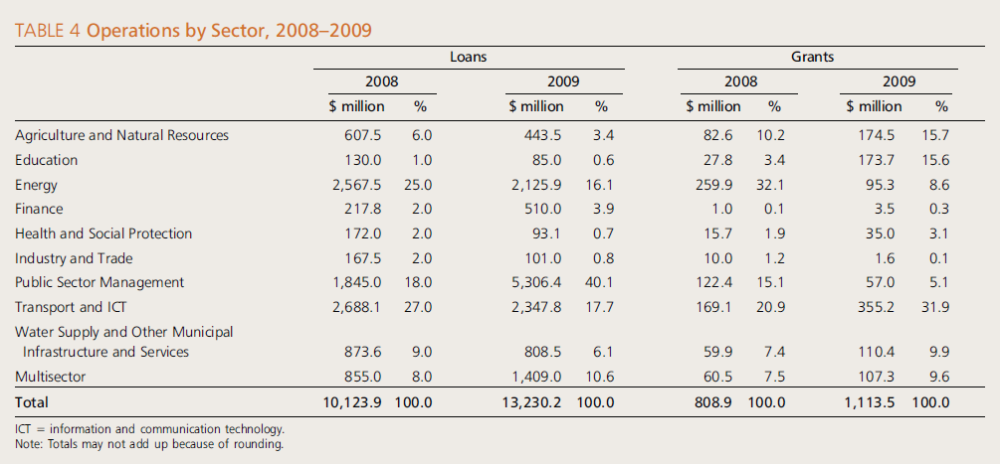 TABLE 4 Operations by Sector, 2008–2009
Loans Grants
2008 2009 2008 2009
$ million % $ million % $ million % $ million %
Agriculture and Natural Resources 607.5 6.0 443.5 3.4 82.6 10.2 174.5 15.7
Education 130.0 1.0 85.0 0.6 27.8 3.4 173.7 15.6
Energy 2,567.5 25.0 2,125.9 16.1 259.9 32.1 95.3 8.6
Finance 217.8 2.0 510.0 3.9 1.0 0.1 3.5 0.3
Health and Social Protection 172.0 2.0 93.1 0.7 15.7 1.9 35.0 3.1
Industry and Trade 167.5 2.0 101.0 0.8 10.0 1.2 1.6 0.1
Public Sector Management 1,845.0 18.0 5,306.4 40.1 122.4 15.1 57.0 5.1
Transport and ICT 2,688.1 27.0 2,347.8 17.7 169.1 20.9 355.2 31.9
Water Supply and Other Municipal
Infrastructure and Services 873.6 9.0 808.5 6.1 59.9 7.4 110.4 9.9
Multisector 855.0 8.0 1,409.0 10.6 60.5 7.5 107.3 9.6
Total 10,123.9 100.0 13,230.2 100.0 808.9 100.0 1,113.5 100.0
ICT = information and communication technology.
Note: Totals may not add up because of rounding.